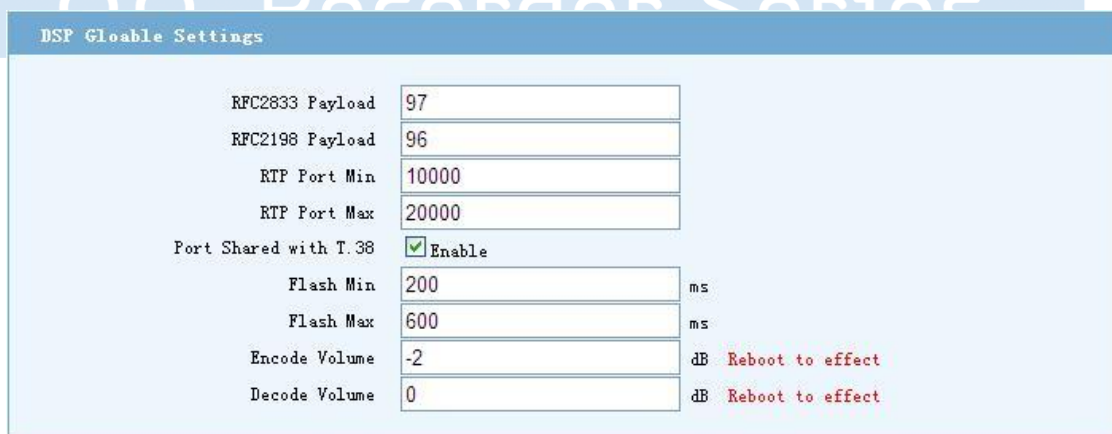 DSP Gloable Settings
RFC2833 Payload 97
RFC2198 Payload 96
RTP Port Min 10000
RTP Port Max 20000
Port Shared with T.38 Enable
Flash Min 200 ms
Flash Max 600 ms
Encode Volume -2 dB Reboot to effect
Decode Volume 0 dB Reboot to effect